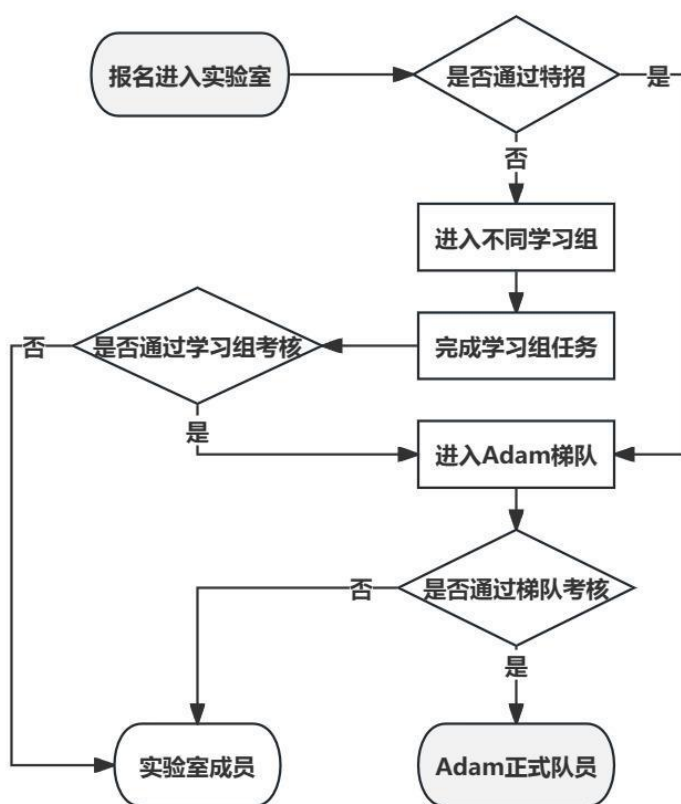 报名进入实验室
是否通过特招
是
否
进入不同学习组
完成学习组任务
是否通过学习组考核
否
是
进入Adam梯队
是否通过梯队考核
否
是
实验室成员
Adam正式队员